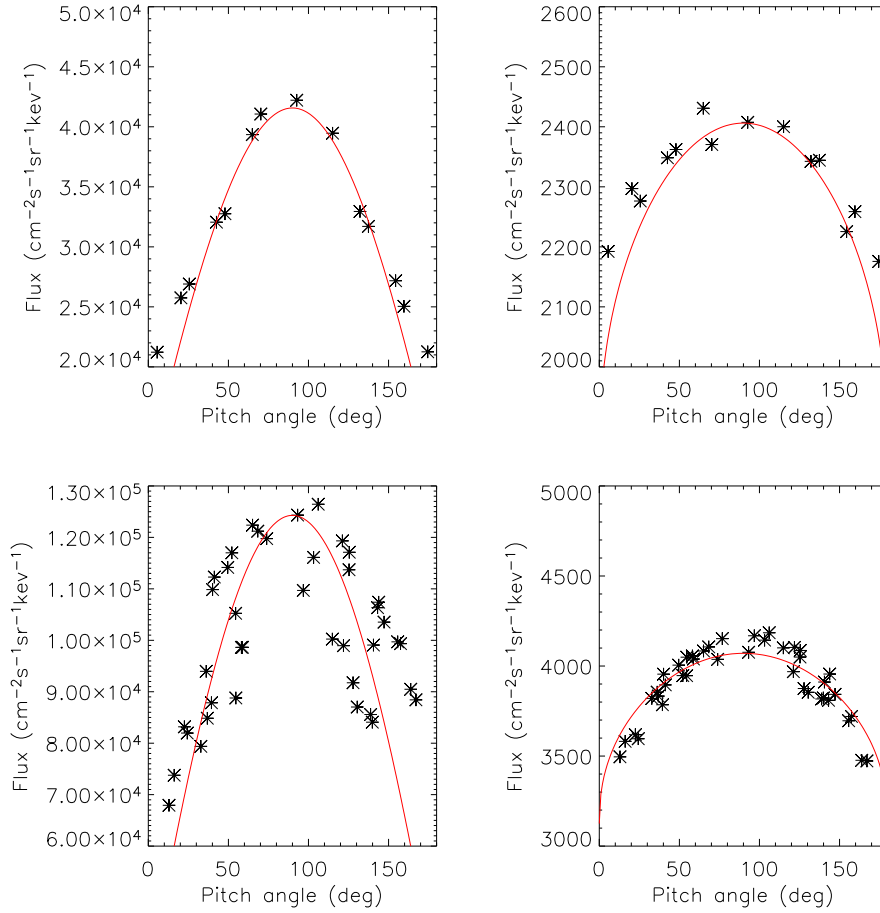 5.0×10⁴
4.5×10⁴
4.0×10⁴
3.5×10⁴
3.0×10⁴
2.5×10⁴
2.0×10⁴
Flux (cm⁻²s⁻¹sr⁻¹kev⁻¹)
0 50 100 150
Pitch angle (deg)
2600
2500
2400
2300
2200
2100
2000
Flux (cm⁻²s⁻¹sr⁻¹kev⁻¹)
0 50 100 150
Pitch angle (deg)
1.30×10⁵
1.20×10⁵
1.10×10⁵
1.00×10⁵
9.00×10⁴
8.00×10⁴
7.00×10⁴
6.00×10⁴
Flux (cm⁻²s⁻¹sr⁻¹kev⁻¹)
0 50 100 150
Pitch angle (deg)
5000
4500
4000
3500
3000
Flux (cm⁻²s⁻¹sr⁻¹kev⁻¹)
0 50 100 150
Pitch angle (deg)